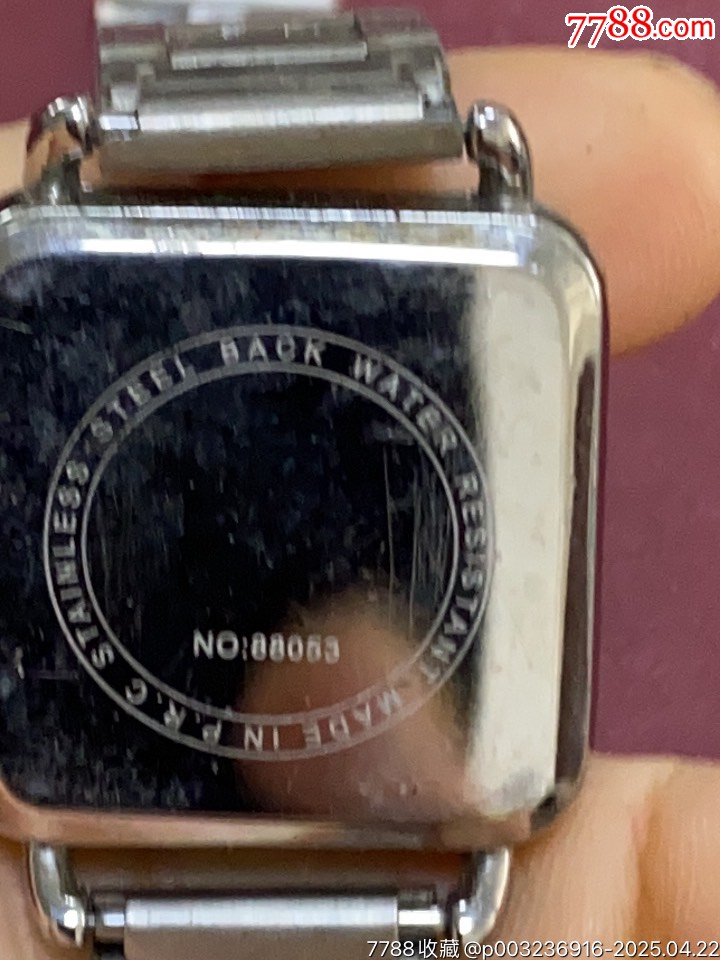 7788.com
STAINLESS STEEL BACK WATER RESISTANT MADE IN P.R.C
NO:88053
7788收藏@p003236916-2025.04.22